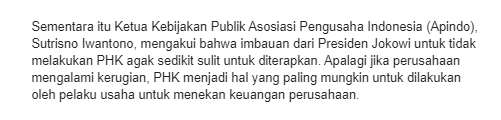 Sementara itu Ketua Kebijakan Publik Asosiasi Pengusaha Indonesia (Apindo),
Sutrisno Iwantono, mengakui bahwa imbauan dari Presiden Jokowi untuk tidak
melakukan PHK agak sedikit sulit untuk diterapkan. Apalagi jika perusahaan
mengalami kerugian, PHK menjadi hal yang paling mungkin untuk dilakukan
oleh pelaku usaha untuk menekan keuangan perusahaan.